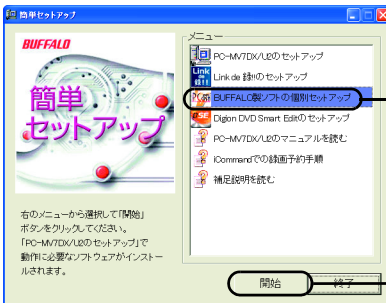 簡単セットアップ
BUFFALO
簡単
セットアップ
右のメニューから選択して「開始」
ボタンをクリックしてください。
「PC-MV7DX/U2のセットアップ」で
動作に必要なソフトウェアがインストー
ルされます。
メニュー
PC-MV7DX/U2のセットアップ
Link de 録!!のセットアップ
BUFFALO製ソフトの個別セットアップ
Digion DVD Smart Editのセットアップ
PC-MV7DX/U2のマニュアルを読む
iCommandでの録画予約手順
補足説明を読む
開始
終了